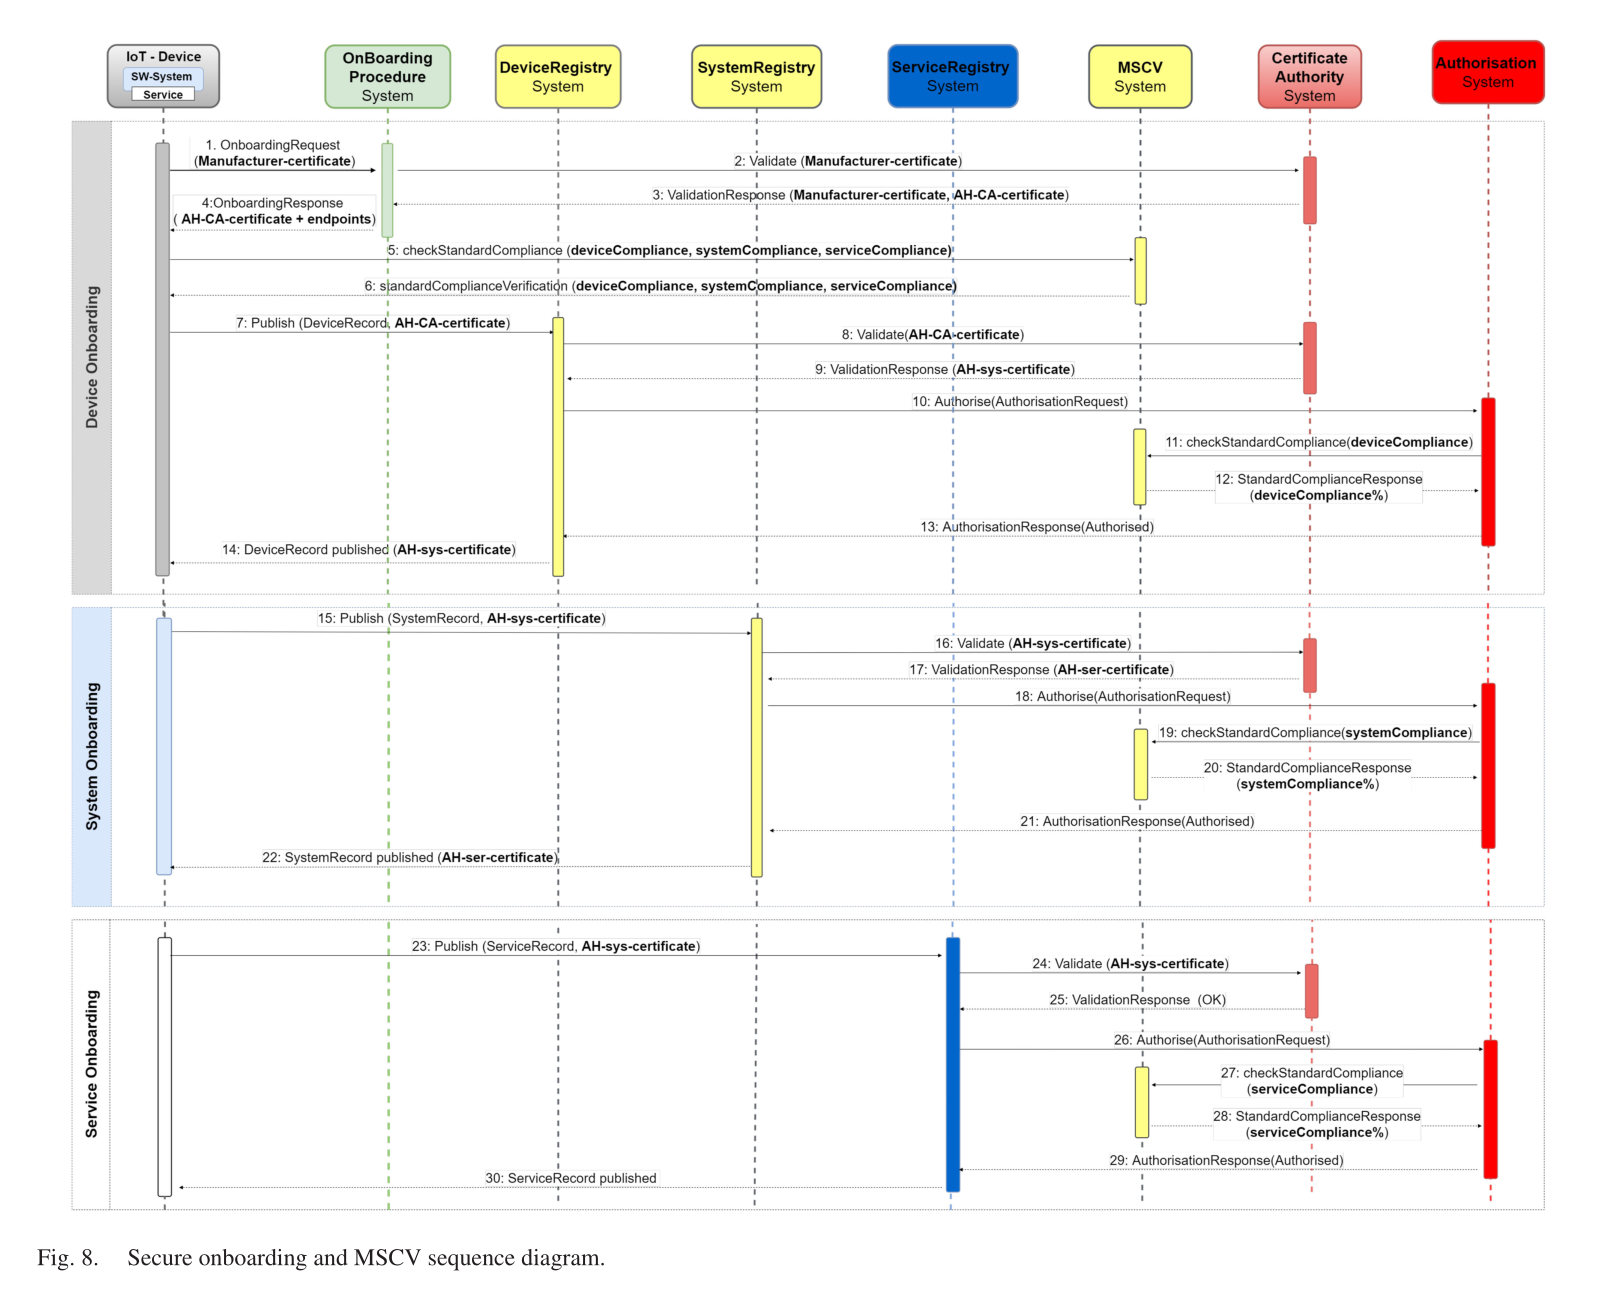 IoT - Device
SW-System
Service
OnBoarding
Procedure
System
DeviceRegistry
System
SystemRegistry
System
ServiceRegistry
System
MSCV
System
Certificate
Authority
System
Authorisation
System
Device Onboarding
1. OnboardingRequest
(Manufacturer-certificate)
2: Validate (Manufacturer-certificate)
3: ValidationResponse (Manufacturer-certificate, AH-CA-certificate)
4:OnboardingResponse
( AH-CA-certificate + endpoints)
5: checkStandardCompliance (deviceCompliance, systemCompliance, serviceCompliance)
6: standardComplianceVerification (deviceCompliance, systemCompliance, serviceCompliance)
7: Publish (DeviceRecord, AH-CA-certificate)
8: Validate(AH-CA-certificate)
9: ValidationResponse (AH-sys-certificate)
10: Authorise(AuthorisationRequest)
11: checkStandardCompliance(deviceCompliance)
12: StandardComplianceResponse
(deviceCompliance%)
13: AuthorisationResponse(Authorised)
14: DeviceRecord published (AH-sys-certificate)
System Onboarding
15: Publish (SystemRecord, AH-sys-certificate)
16: Validate (AH-sys-certificate)
17: ValidationResponse (AH-ser-certificate)
18: Authorise(AuthorisationRequest)
19: checkStandardCompliance(systemCompliance)
20: StandardComplianceResponse
(systemCompliance%)
21: AuthorisationResponse(Authorised)
22: SystemRecord published (AH-ser-certificate)
Service Onboarding
23: Publish (ServiceRecord, AH-sys-certificate)
24: Validate (AH-sys-certificate)
25: ValidationResponse (OK)
26: Authorise(AuthorisationRequest)
27: checkStandardCompliance
(serviceCompliance)
28: StandardComplianceResponse
(serviceCompliance%)
29: AuthorisationResponse(Authorised)
30: ServiceRecord published
Fig. 8. Secure onboarding and MSCV sequence diagram.